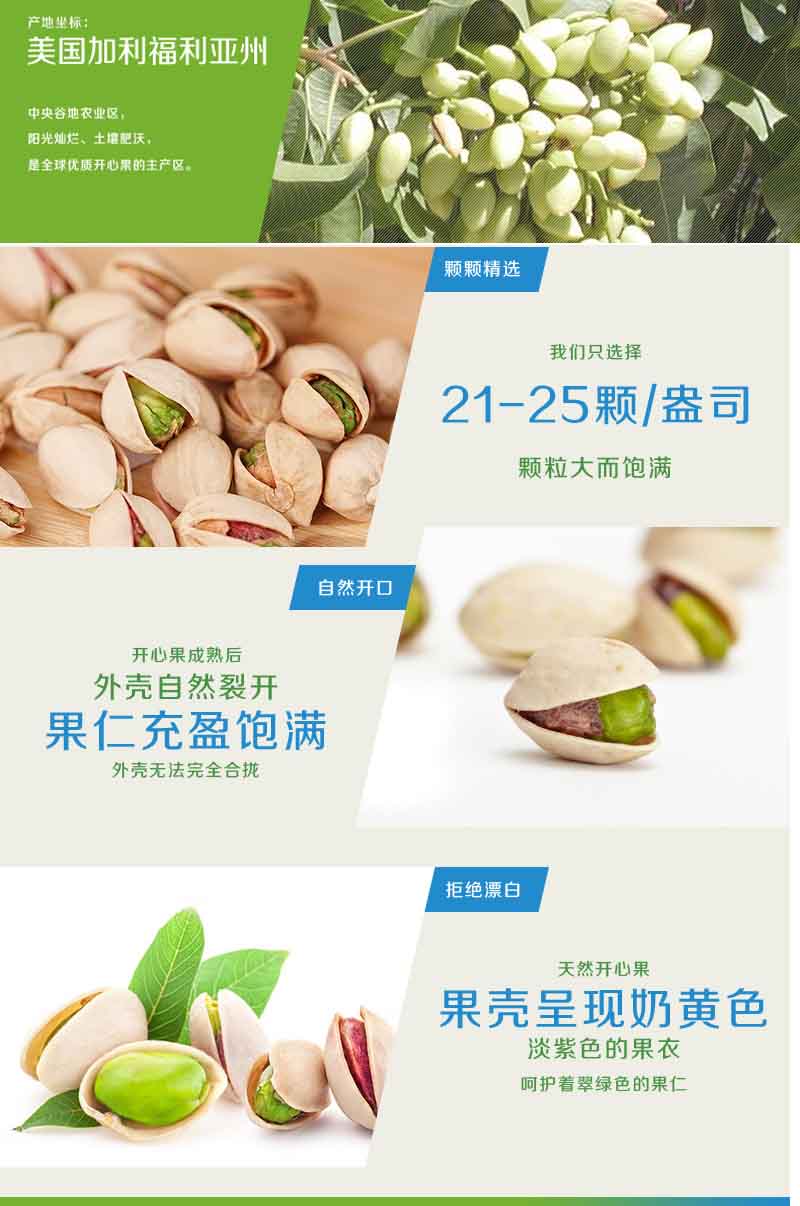 产地坐标：
美国加利福利亚州
中央谷地农业区，
阳光灿烂、土壤肥沃，
是全球优质开心果的主产区。
颗颗精选
我们只选择
21-25颗/盎司
颗粒大而饱满
自然开口
开心果成熟后
外壳自然裂开
果仁充盈饱满
外壳无法完全合拢
拒绝漂白
天然开心果
果壳呈现奶黄色
淡紫色的果衣
呵护着翠绿色的果仁